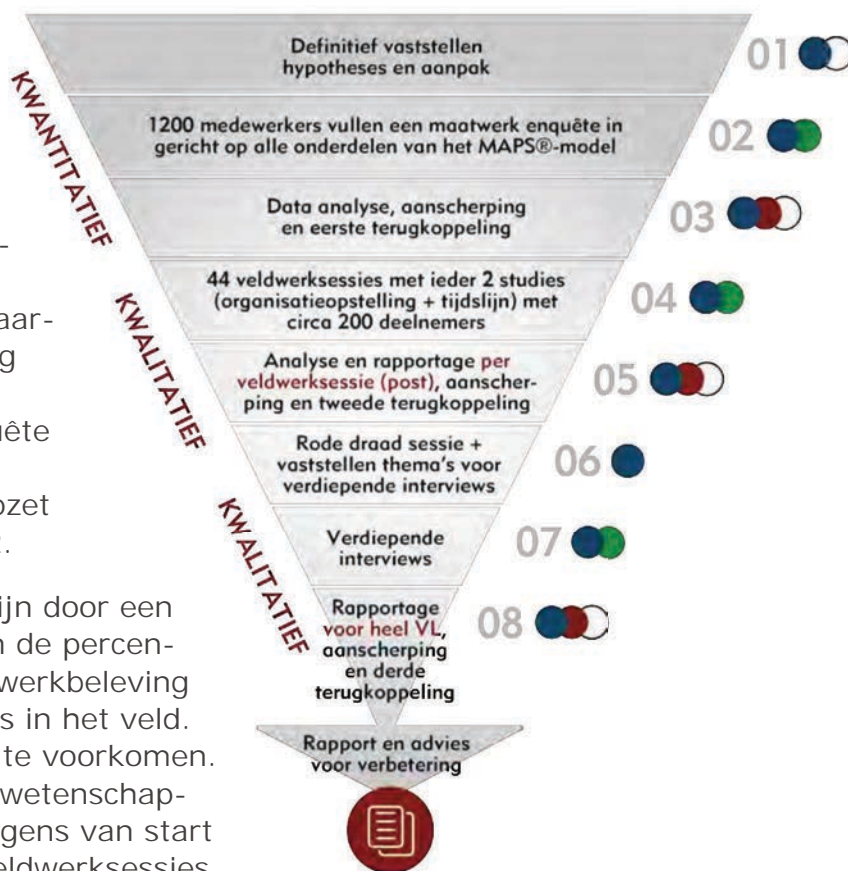 Definitief vaststellen
hypotheses en aanpak
01
KWANTITATIEF
1200 medewerkers vullen een maatwerk enquête in
gericht op alle onderdelen van het MAPS®-model
02
Data analyse, aanscherping
en eerste terugkoppeling
03
44 veldwerksessies met ieder 2 studies
(organisatieopstelling + tijdslijn) met
circa 200 deelnemers
04
KWALITATIEF
Analyse en rapportage per
veldwerksessie (post), aanscher-
ping en tweede terugkoppeling
05
Rode draad sessie +
vaststellen thema's voor
verdiepende interviews
06
KWALITATIEF
Verdiepende
interviews
07
Rapportage
voor heel VL,
aanscherping
en derde
terugkoppeling
08
Rapport en advies
voor verbetering
-
aar-
g
uête
ozet
.
ijn door een
n de percen-
werkbeleving
s in het veld.
te voorkomen.
wetenschap-
gens van start
eldwerksessies